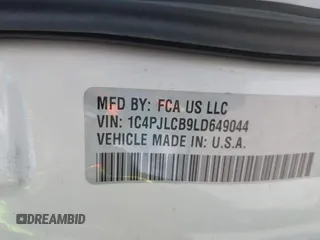 MFD BY: FCA US LLC
VIN: 1C4PJLCB9LD649044
VEHICLE MADE IN: U.S.A.
DREAMBID